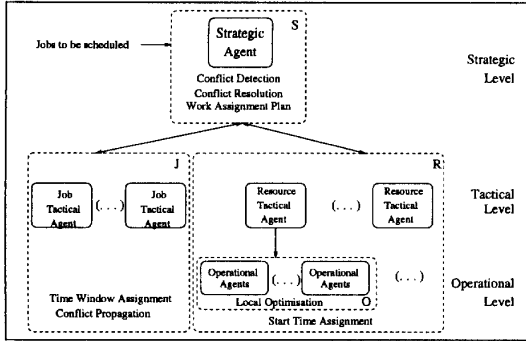 S
Strategic
Agent
Jobs to be scheduled
Strategic
Level
Conflict Detection
Conflict Resolution
Work Assignment Plan
J
R
Job
Tactical
Agent
(...)
Job
Tactical
Agent
Resource
Tactical
Agent
(...)
Resource
Tactical
Agent
Tactical
Level
Operational
Agents
(...)
Operational
Agents
(...)
Operational
Level
Local Optimisation
O
Time Window Assignment
Conflict Propagation
Start Time Assignment